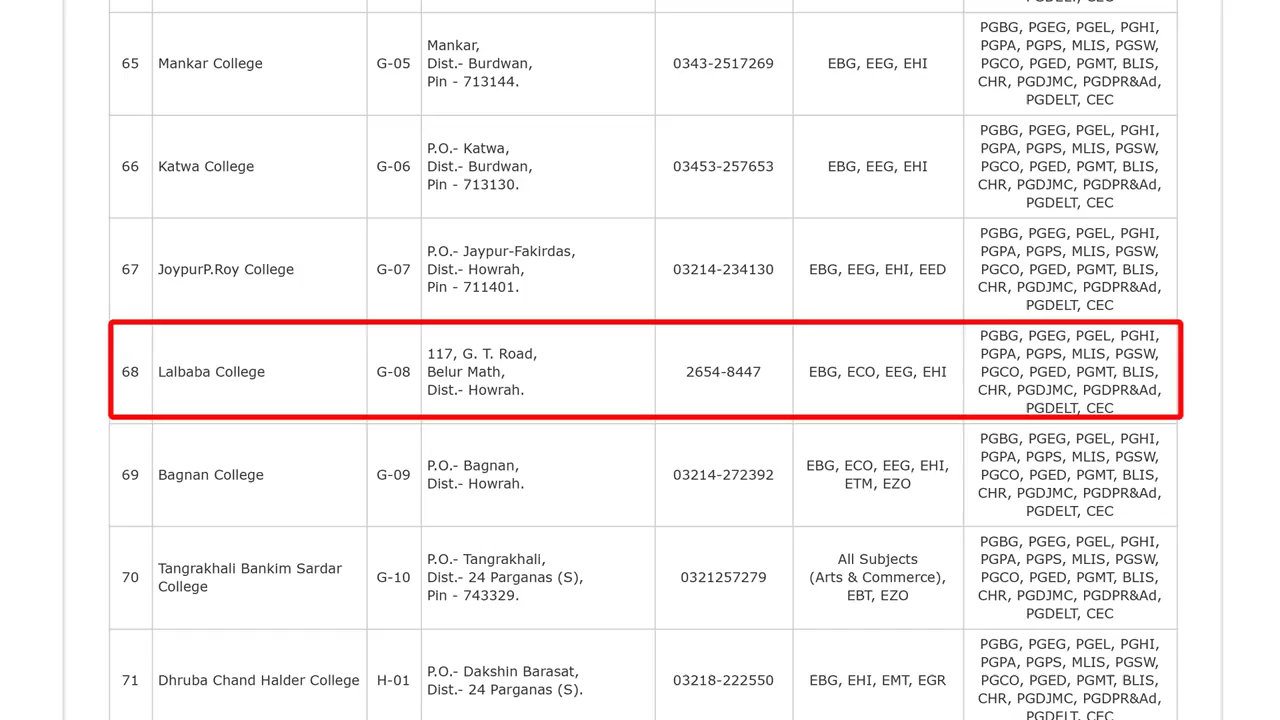 PGDELT, CEC
65 Mankar College G-05 Mankar, Dist.- Burdwan, Pin - 713144. 0343-2517269 EBG, EEG, EHI PGBG, PGEG, PGEL, PGHI,
PGPA, PGPS, MLIS, PGSW,
PGCO, PGED, PGMT, BLIS,
CHR, PGDJMC, PGDPR&Ad,
PGDELT, CEC
66 Katwa College G-06 P.O.- Katwa, Dist.- Burdwan, Pin - 713130. 03453-257653 EBG, EEG, EHI PGBG, PGEG, PGEL, PGHI,
PGPA, PGPS, MLIS, PGSW,
PGCO, PGED, PGMT, BLIS,
CHR, PGDJMC, PGDPR&Ad,
PGDELT, CEC
67 JoypurP.Roy College G-07 P.O.- Jaypur-Fakirdas, Dist.- Howrah, Pin - 711401. 03214-234130 EBG, EEG, EHI, EED PGBG, PGEG, PGEL, PGHI,
PGPA, PGPS, MLIS, PGSW,
PGCO, PGED, PGMT, BLIS,
CHR, PGDJMC, PGDPR&Ad,
PGDELT, CEC
68 Lalbaba College G-08 117, G. T. Road, Belur Math, Dist.- Howrah. 2654-8447 EBG, ECO, EEG, EHI PGBG, PGEG, PGEL, PGHI,
PGPA, PGPS, MLIS, PGSW,
PGCO, PGED, PGMT, BLIS,
CHR, PGDJMC, PGDPR&Ad,
PGDELT, CEC
69 Bagnan College G-09 P.O.- Bagnan, Dist.- Howrah. 03214-272392 EBG, ECO, EEG, EHI, ETM, EZO PGBG, PGEG, PGEL, PGHI,
PGPA, PGPS, MLIS, PGSW,
PGCO, PGED, PGMT, BLIS,
CHR, PGDJMC, PGDPR&Ad,
PGDELT, CEC
70 Tangrakhali Bankim Sardar College G-10 P.O.- Tangrakhali, Dist.- 24 Parganas (S), Pin - 743329. 0321257279 All Subjects (Arts & Commerce), EBT, EZO PGBG, PGEG, PGEL, PGHI,
PGPA, PGPS, MLIS, PGSW,
PGCO, PGED, PGMT, BLIS,
CHR, PGDJMC, PGDPR&Ad,
PGDELT, CEC
71 Dhruba Chand Halder College H-01 P.O.- Dakshin Barasat, Dist.- 24 Parganas (S). 03218-222550 EBG, EHI, EMT, EGR PGBG, PGEG, PGEL, PGHI,
PGPA, PGPS, MLIS, PGSW,
PGCO, PGED, PGMT, BLIS,
CHR, PGDJMC, PGDPR&Ad,
PGDELT, CEC